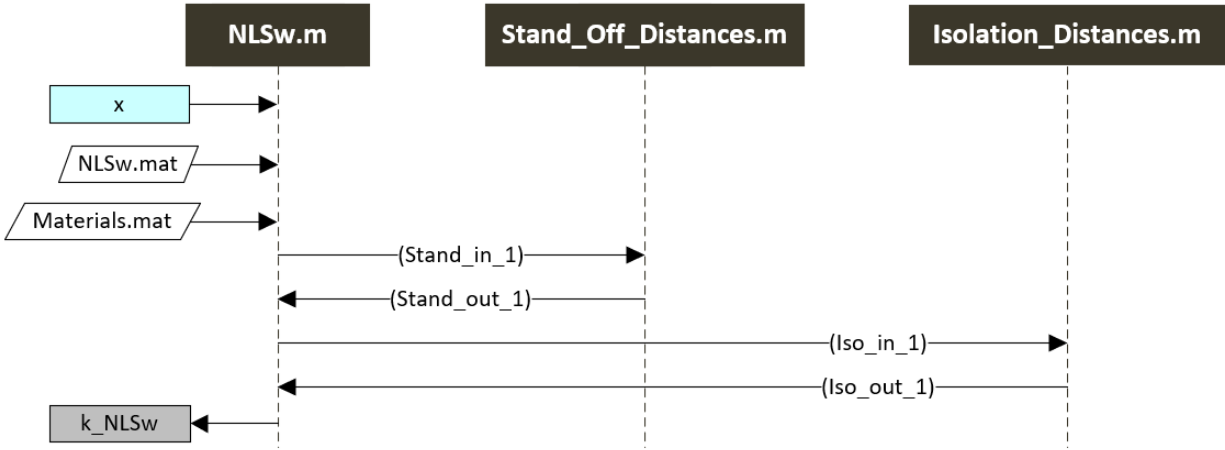 NLSw.m
Stand_Off_Distances.m
Isolation_Distances.m
x
NLSw.mat
Materials.mat
(Stand_in_1)
(Stand_out_1)
(Iso_in_1)
(Iso_out_1)
k_NLSw